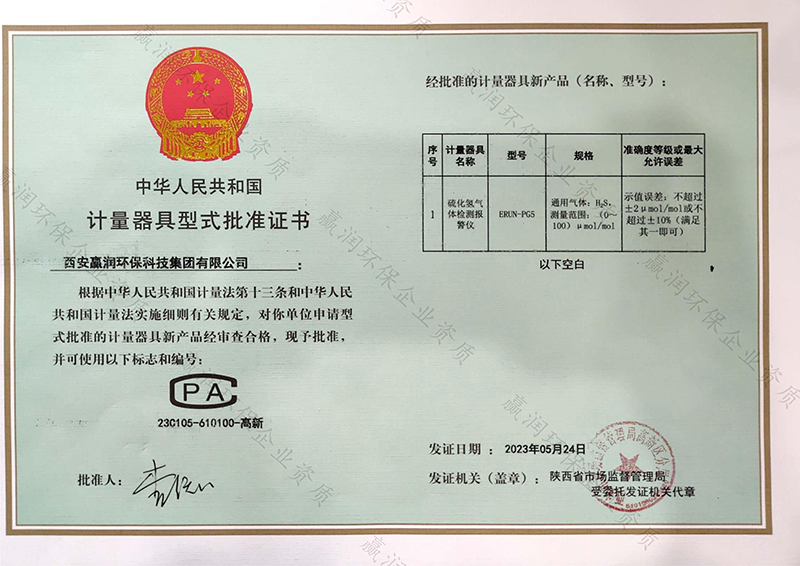 中华人民共和国
计量器具型式批准证书
西安赢润环保科技集团有限公司：
根据中华人民共和国计量法第十三条和中华人民
共和国计量法实施细则有关规定，对你单位申请型
式批准的计量器具新产品经审查合格，现予批准，
并可使用以下标志和编号：
CPA
23C105-610100-高新
批准人：
经批准的计量器具新产品（名称、型号）：
序号 计量器具名称 型号 规格 准确度等级或最大允许误差
1 硫化氢气体检测报警仪 ERUN-PG5 通用气体：H₂S，测量范围：（0～100）μmol/mol 示值误差：不超过±2μmol/mol或不超过±10%（满足其一即可）
以下空白
发证日期：2023年05月24日
发证机关（盖章）：陕西省市场监督管理局
受委托发证机关代章
赢润环保企业资质